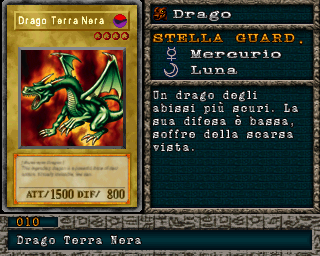 Drago Terra Nera
ATT/1500 DIF/ 800
Drago
STELLA GUARD.
Mercurio
Luna
Un drago degli
abissi più scuri. La
sua difesa è bassa,
soffre della scarsa
vista.
010
Drago Terra Nera